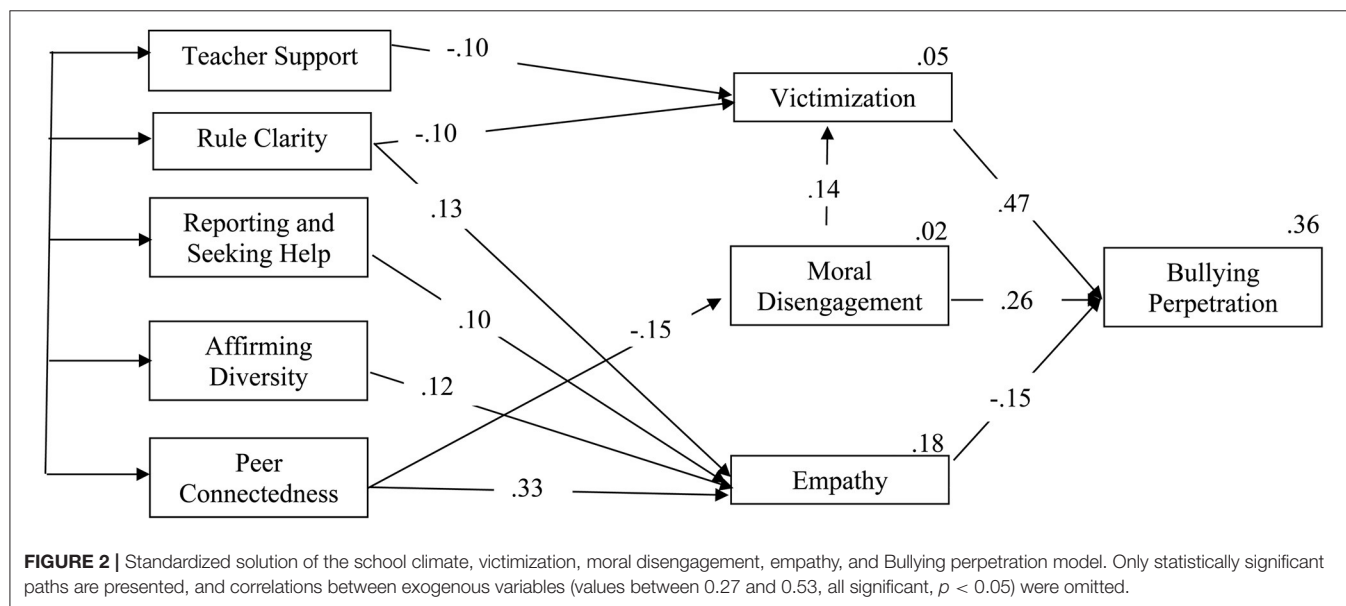 Teacher Support
-.10
.05
Victimization
Rule Clarity
-.10
.13
.14
.47
Reporting and
Seeking Help
.02
.36
Moral
Disengagement
.26
Bullying
Perpetration
.10
-.15
Affirming
Diversity
.12
-.15
.18
Peer
Connectedness
.33
Empathy
FIGURE 2 | Standardized solution of the school climate, victimization, moral disengagement, empathy, and Bullying perpetration model. Only statistically significant
paths are presented, and correlations between exogenous variables (values between 0.27 and 0.53, all significant, p < 0.05) were omitted.